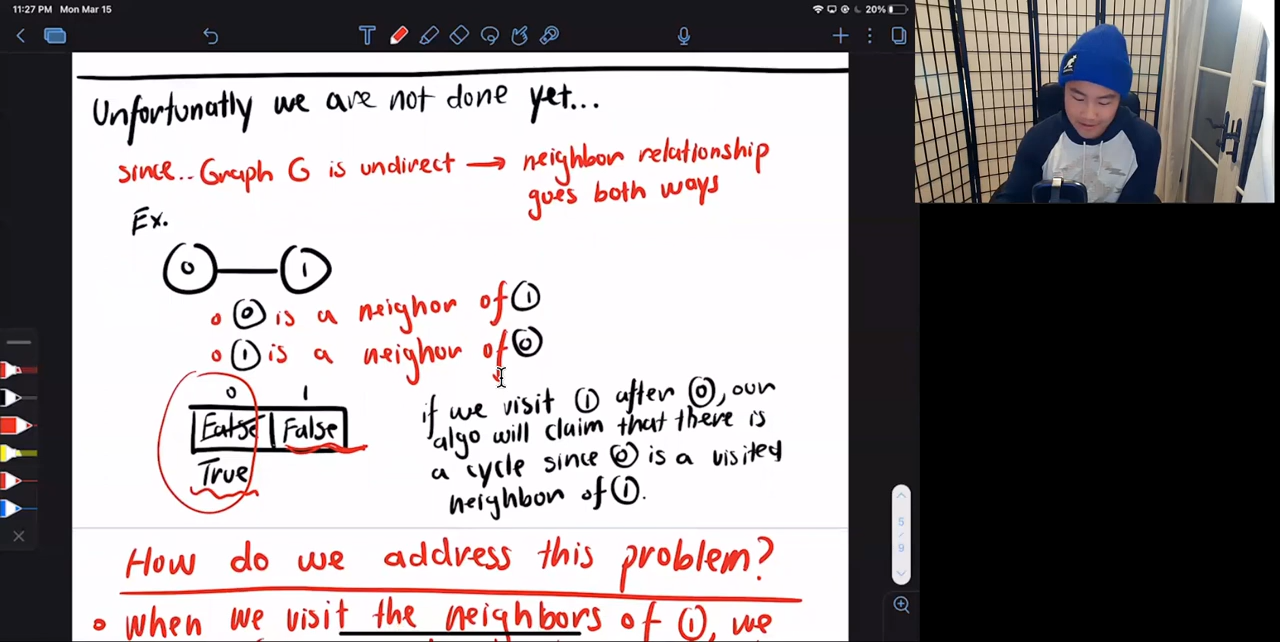 11:27 PM Mon Mar 15
20%
Unfortunatly we are not done yet...
since.. Graph G is undirect → neighbor relationship
goes both ways
Ex.
0 1
0 is a neighor of 1
1 is a neighor of 0
0 1
False False
True
if we visit 1 after 0, our
algo will claim that there is
a cycle since 0 is a visited
neighbor of 1.
5
9
How do we address this problem?
when we visit the neighbors of 1, we